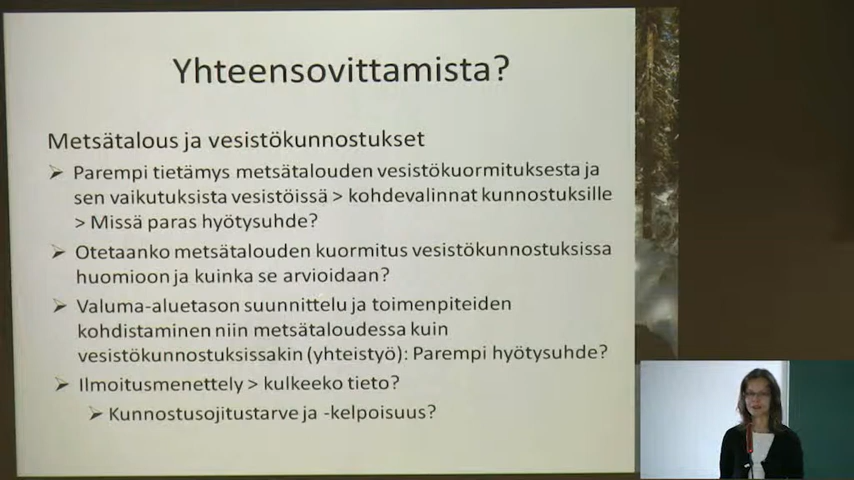 Yhteensovittamista?
Metsätalous ja vesistökunnostukset
➢ Parempi tietämys metsätalouden vesistökuormituksesta ja
sen vaikutuksista vesistöissä > kohdevalinnat kunnostuksille
> Missä paras hyötysuhde?
➢ Otetaanko metsätalouden kuormitus vesistökunnostuksissa
huomioon ja kuinka se arvioidaan?
➢ Valuma-aluetason suunnittelu ja toimenpiteiden
kohdistaminen niin metsätaloudessa kuin
vesistökunnostuksissakin (yhteistyö): Parempi hyötysuhde?
➢ Ilmoitusmenettely > kulkeeko tieto?
➢ Kunnostusojitustarve ja -kelpoisuus?